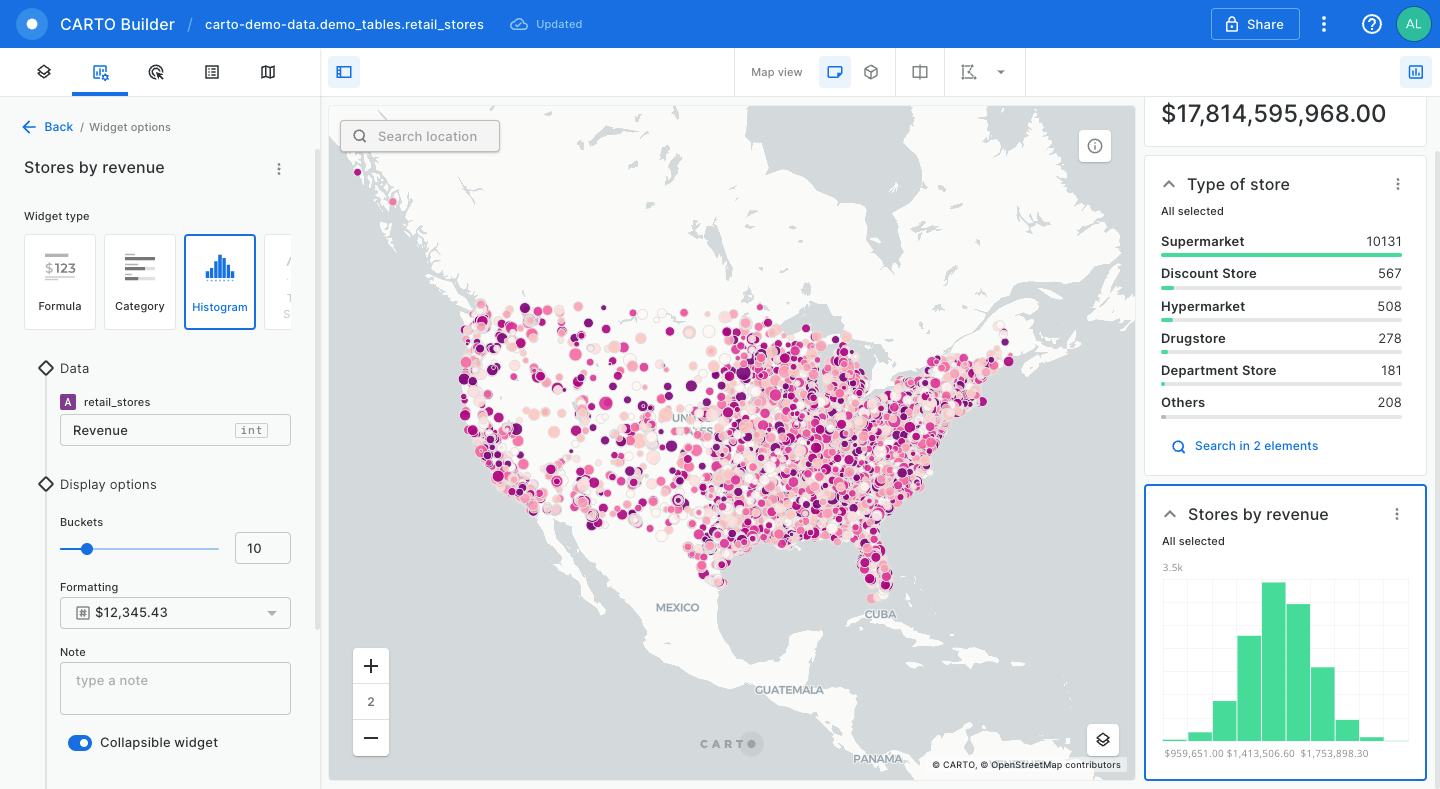 CARTO Builder / carto-demo-data.demo_tables.retail_stores Updated Share AL
Map view
Back / Widget options
Stores by revenue
Widget type
$123
Formula
Category
Histogram
Data
A retail_stores
Revenue int
Display options
Buckets
10
Formatting
$12,345.43
Note
type a note
Collapsible widget
Search location
MEXICO
CUBA
GUATEMALA
PANAMA
2
CARTO
© CARTO, © OpenStreetMap contributors
$17,814,595,968.00
Type of store
All selected
Supermarket 10131
Discount Store 567
Hypermarket 508
Drugstore 278
Department Store 181
Others 208
Search in 2 elements
Stores by revenue
All selected
3.5k
$959,651.00 $1,413,506.60 $1,753,898.30